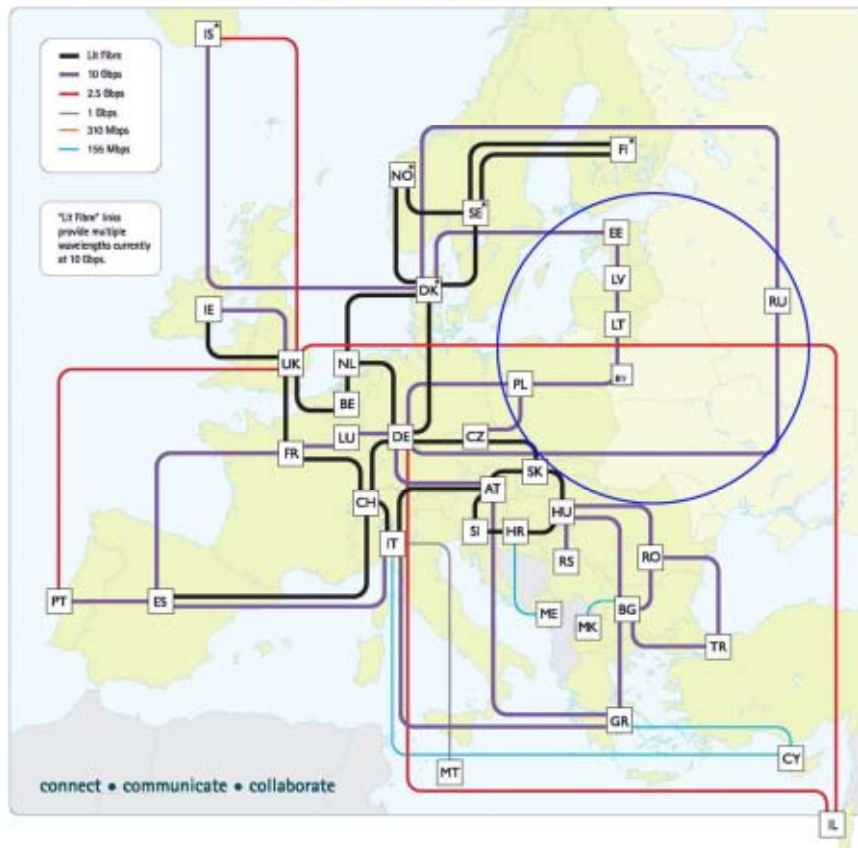 IS*
Lit Fibre
10 Gbps
2.5 Gbps
1 Gbps
310 Mbps
155 Mbps
NO*
FI*
"Lit Fibre" links
provide multiple
wavelengths currently
at 10 Gbps.
SE*
EE
LV
DK*
RU
IE
LT
UK
NL
BY
PL
BE
LU
DE
CZ
FR
SK
CH
AT
HU
SI
HR
IT
RO
RS
PT
ES
ME
BG
MK
TR
GR
CY
MT
connect • communicate • collaborate
IL